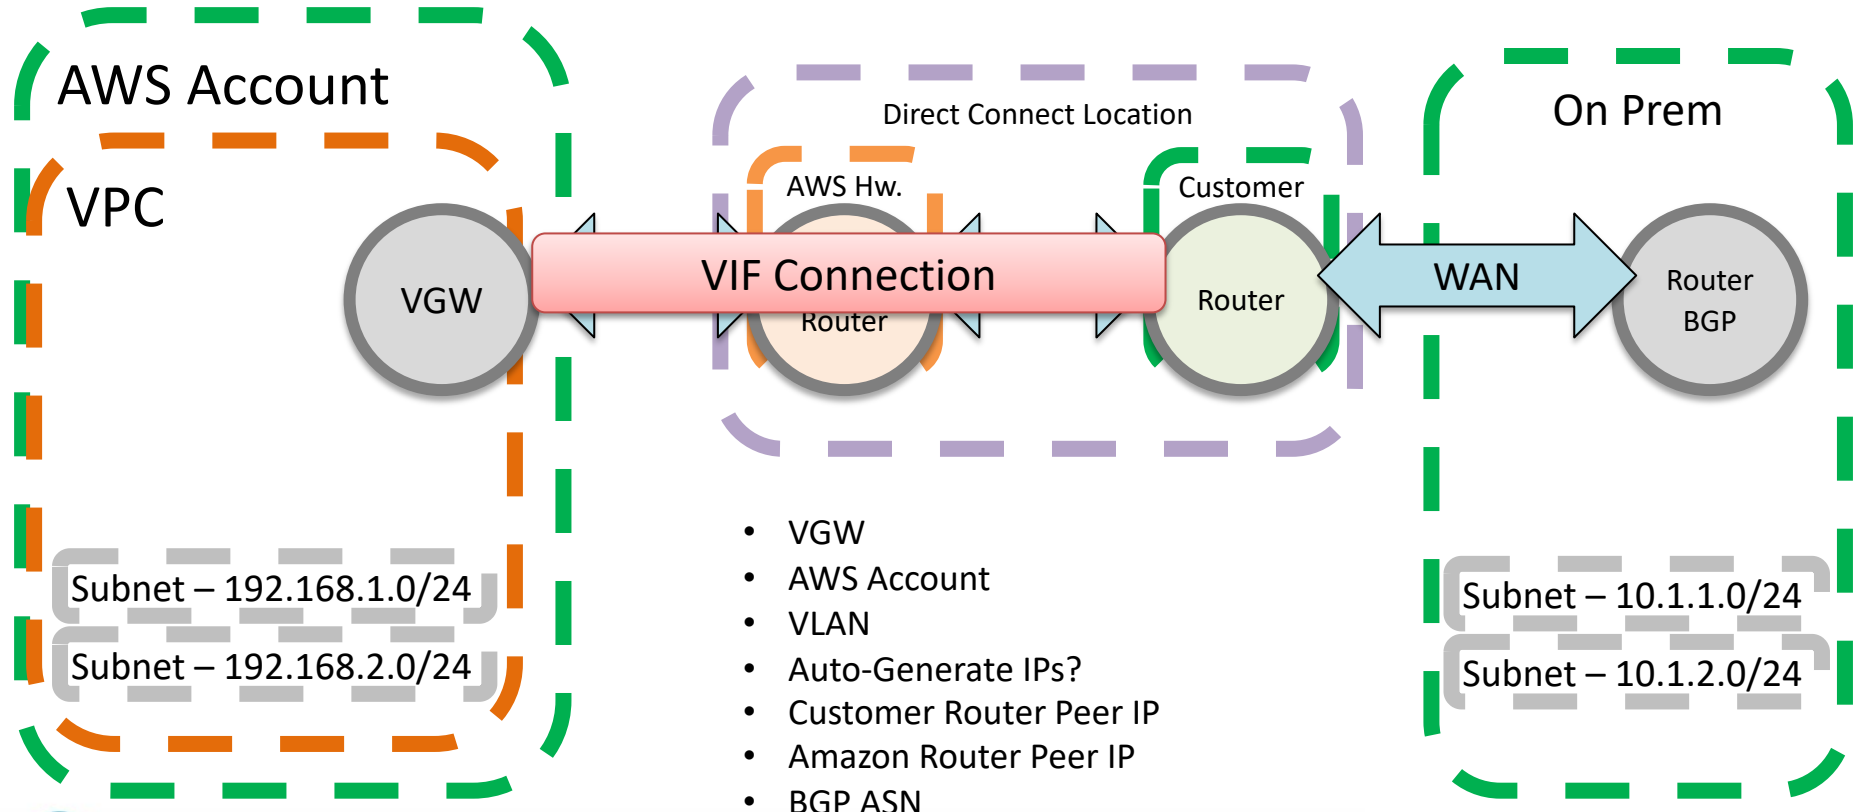 AWS Account
VPC
VGW
Subnet – 192.168.1.0/24
Subnet – 192.168.2.0/24
VIF Connection
Direct Connect Location
AWS Hw.
Router
Customer
Router
WAN
On Prem
Router
BGP
Subnet – 10.1.1.0/24
Subnet – 10.1.2.0/24
• VGW
• AWS Account
• VLAN
• Auto-Generate IPs?
• Customer Router Peer IP
• Amazon Router Peer IP
• BGP ASN